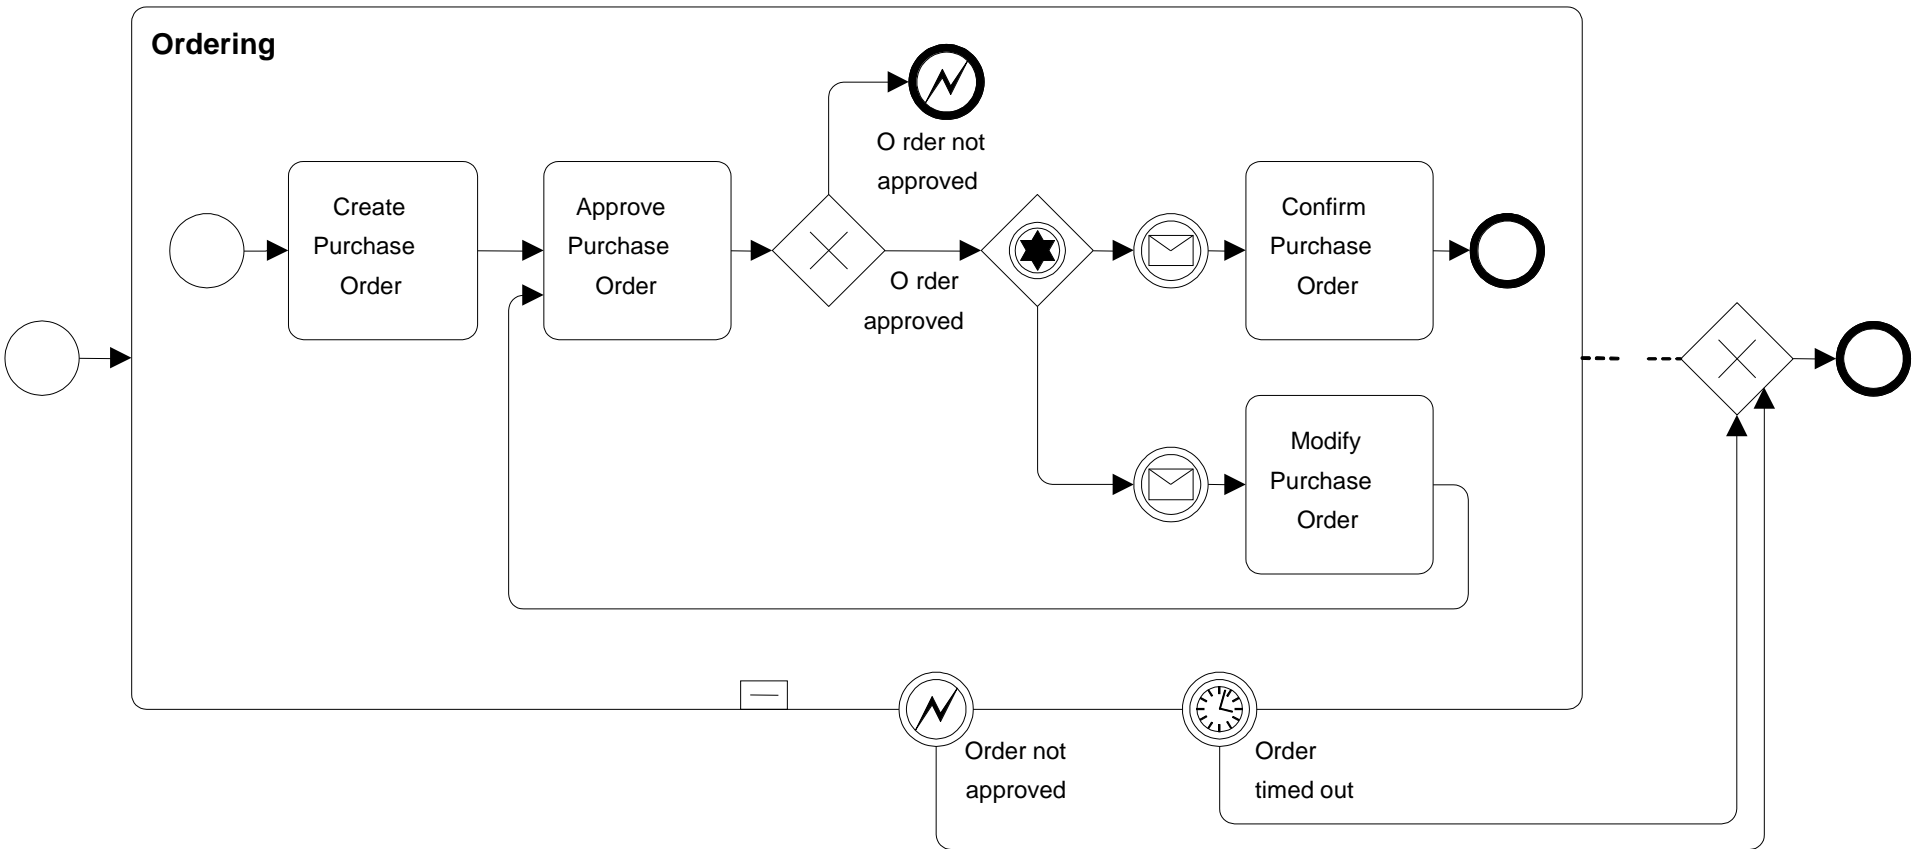 Ordering
O rder not
approved
Create
Purchase
Order
Approve
Purchase
Order
O rder
approved
Confirm
Purchase
Order
Modify
Purchase
Order
Order not
approved
Order
timed out